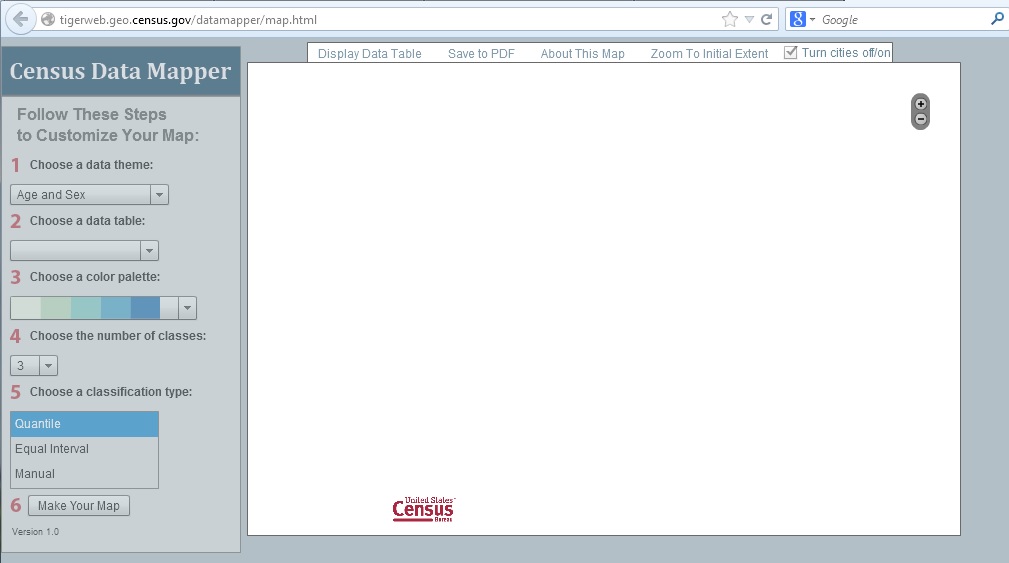 tigerweb.geo.census.gov/datamapper/map.html
Google
Census Data Mapper
Display Data Table Save to PDF About This Map Zoom To Initial Extent Turn cities off/on
Follow These Steps
to Customize Your Map:
1 Choose a data theme:
Age and Sex
2 Choose a data table:
3 Choose a color palette:
4 Choose the number of classes:
3
5 Choose a classification type:
Quantile
Equal Interval
Manual
6 Make Your Map
Version 1.0
United States™
Census
Bureau